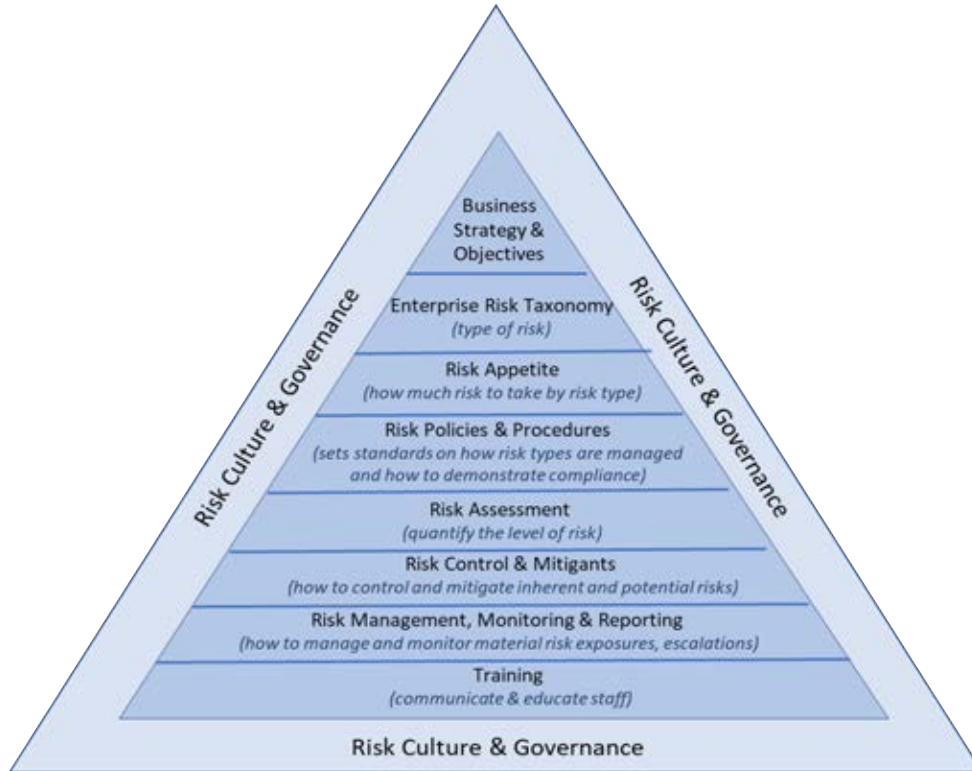 Business
Strategy &
Objectives
Enterprise Risk Taxonomy
(type of risk)
Risk Appetite
(how much risk to take by risk type)
Risk Policies & Procedures
(sets standards on how risk types are managed
and how to demonstrate compliance)
Risk Assessment
(quantify the level of risk)
Risk Control & Mitigants
(how to control and mitigate inherent and potential risks)
Risk Management, Monitoring & Reporting
(how to manage and monitor material risk exposures, escalations)
Training
(communicate & educate staff)
Risk Culture & Governance
Risk Culture & Governance
Risk Culture & Governance